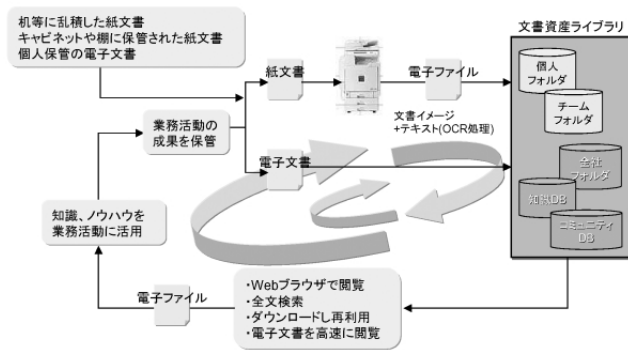 机等に乱積した紙文書
キャビネットや棚に保管された紙文書
個人保管の電子文書
文書資産ライブラリ
紙文書
電子ファイル
個人
フォルダ
チーム
フォルダ
業務活動の
成果を保管
文書イメージ
+テキスト(OCR処理)
電子文書
全社
フォルダ
知識DB
コミュニティ
DB
知識、ノウハウを
業務活動に活用
電子ファイル
・Webブラウザで閲覧
・全文検索
・ダウンロードし再利用
・電子文書を高速に閲覧